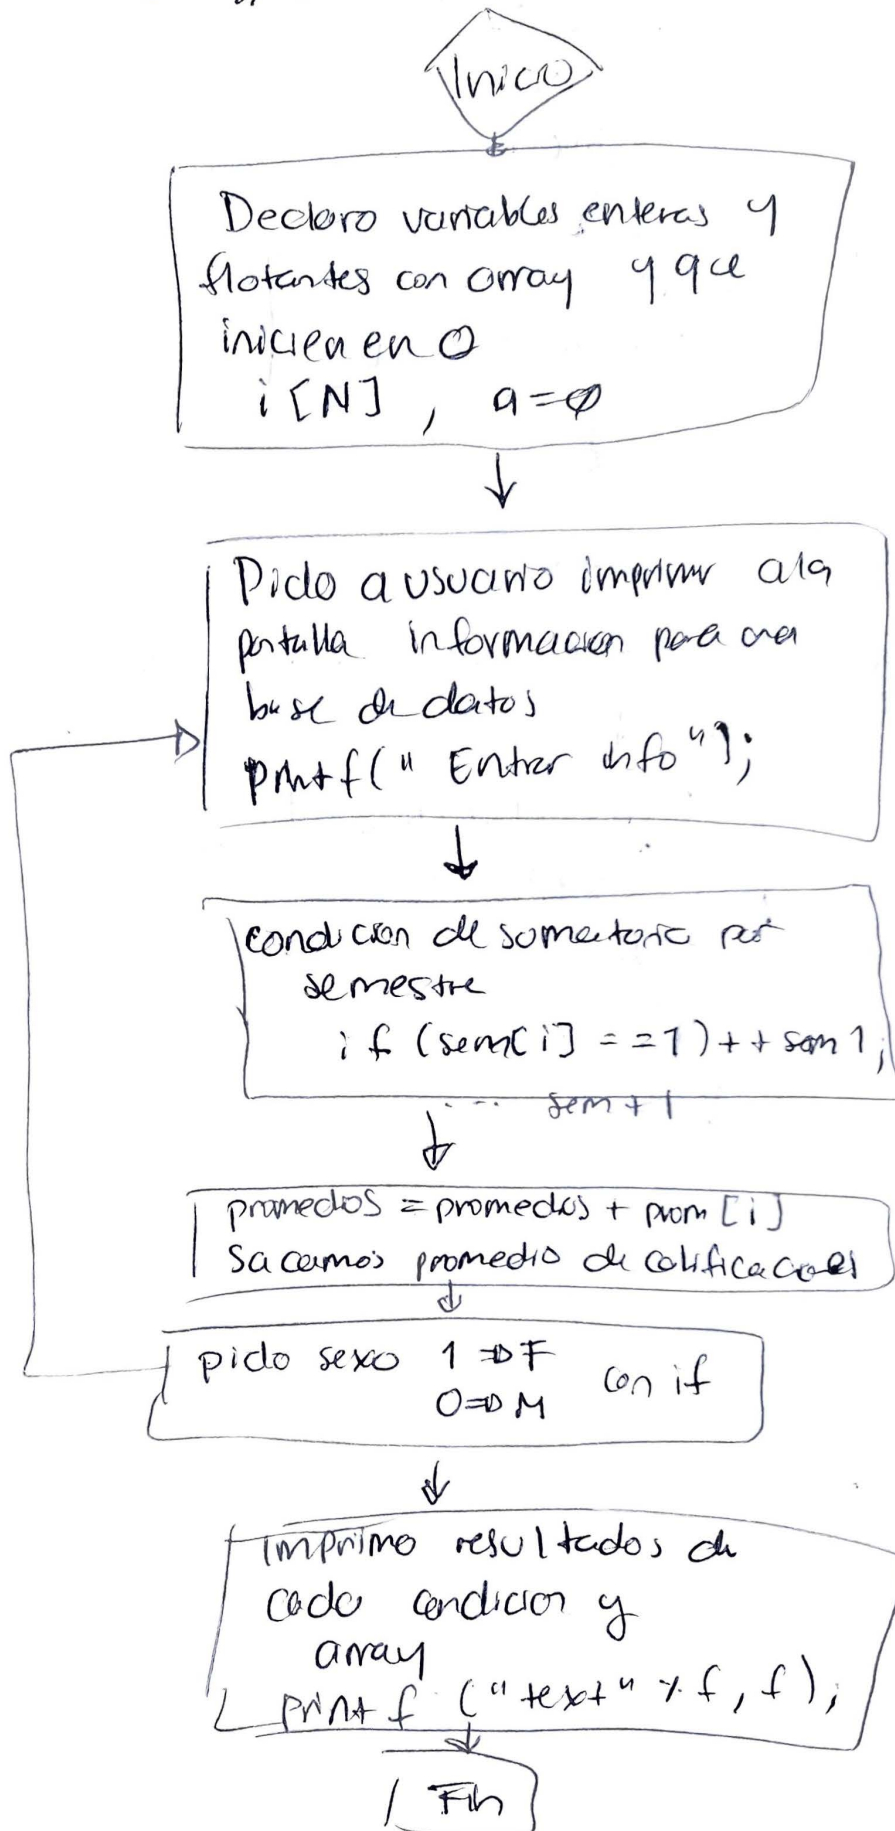 Inicio
Declaro variables enteras y
flotantes con array y que
inicien en 0
i [N] , a=0
Pido a usuario imprimir a la
pantalla informacion para una
base de datos
printf(" Entrar info");
condicion de sumatoria por
semestre
if (sem[i] ==1)++sem1;
... sem+1
promedios = promedios + prom [i]
Sacamos promedio de calificaciones
pido sexo 1 => F
0=> M con if
Imprimo resultados de
cada condicion y
array
printf ("text" %f, f);
Fin